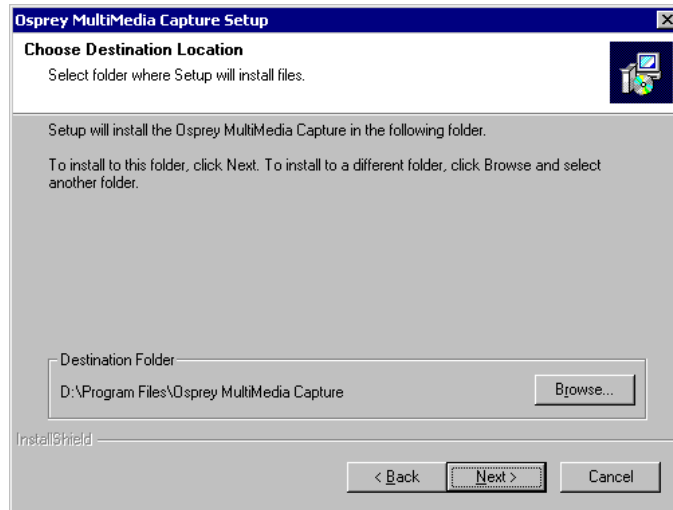 Osprey MultiMedia Capture Setup
Choose Destination Location
Select folder where Setup will install files.
Setup will install the Osprey MultiMedia Capture in the following folder.
To install to this folder, click Next. To install to a different folder, click Browse and select
another folder.
Destination Folder
D:\Program Files\Osprey MultiMedia Capture
Browse...
InstallShield
< Back
Next >
Cancel